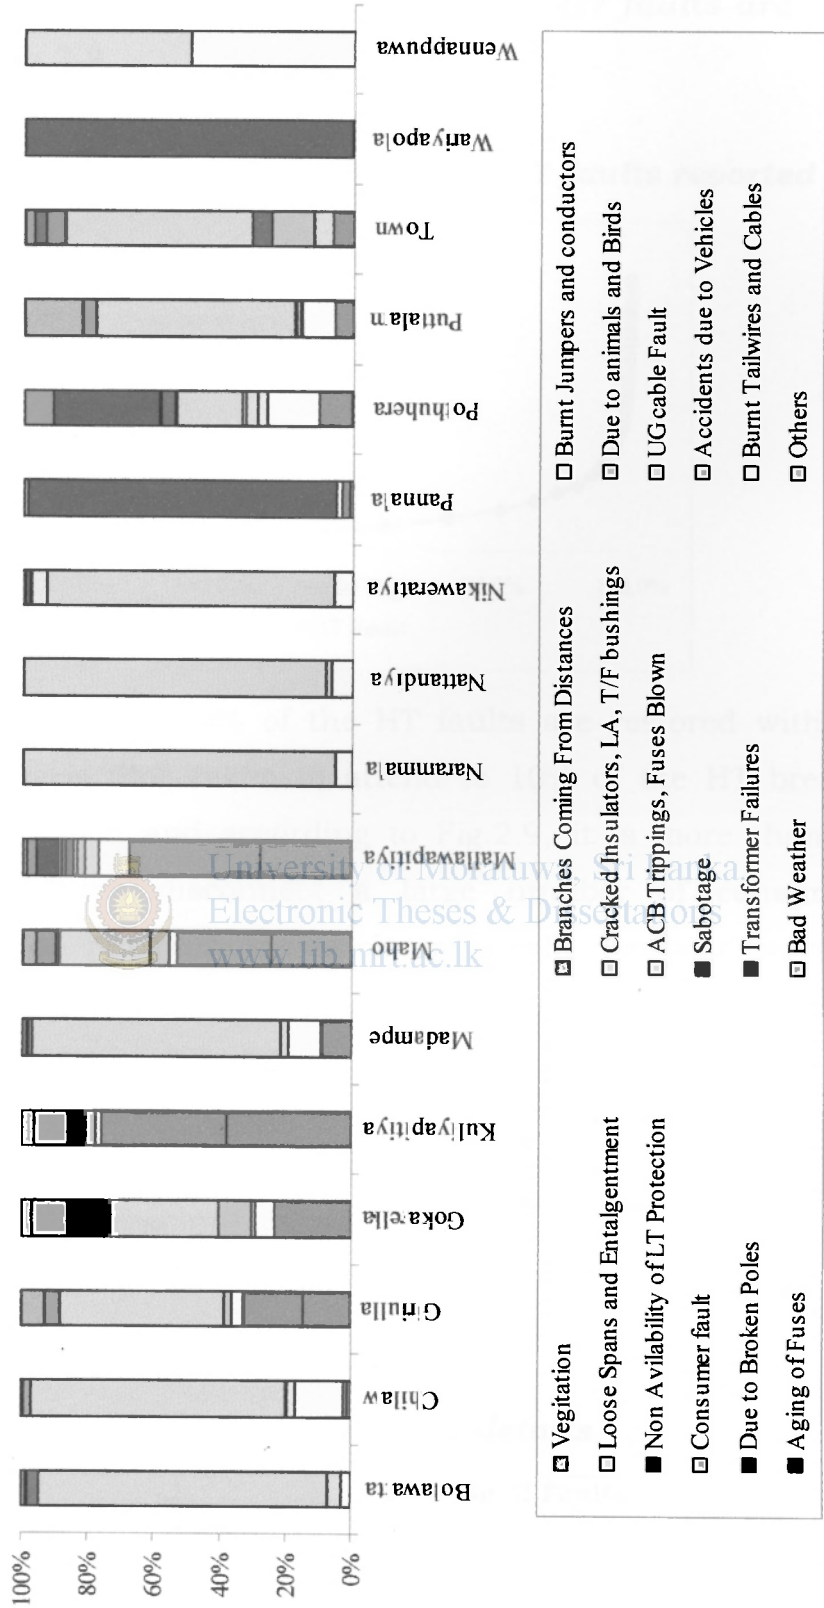 100%
80%
60%
40%
20%
0%
Bolawatta
Chilaw
Giriulla
Gokarella
Kuliyapitiya
Madampe
Maho
Mallawapitiya
Narammala
Nattandiya
Nikaweratiya
Pannala
Pothuhera
Puttalam
Town
Wariyapola
Wennappuwa
Vegitation
Branches Coming From Distances
Burnt Jumpers and conductors
Loose Spans and Entalgentment
Cracked Insulators, LA, T/F bushings
Due to animals and Birds
Non Avilability of LT Protection
ACB Trippings, Fuses Blown
UG cable Fault
Consumer fault
Sabotage
Accidents due to Vehicles
Due to Broken Poles
Transformer Failures
Burnt Tailwires and Cables
Aging of Fuses
Bad Weather
Others
University of Moratuwa, Sri Lanka.
Electronic Theses & Dissertations
www.lib.mrt.ac.lk